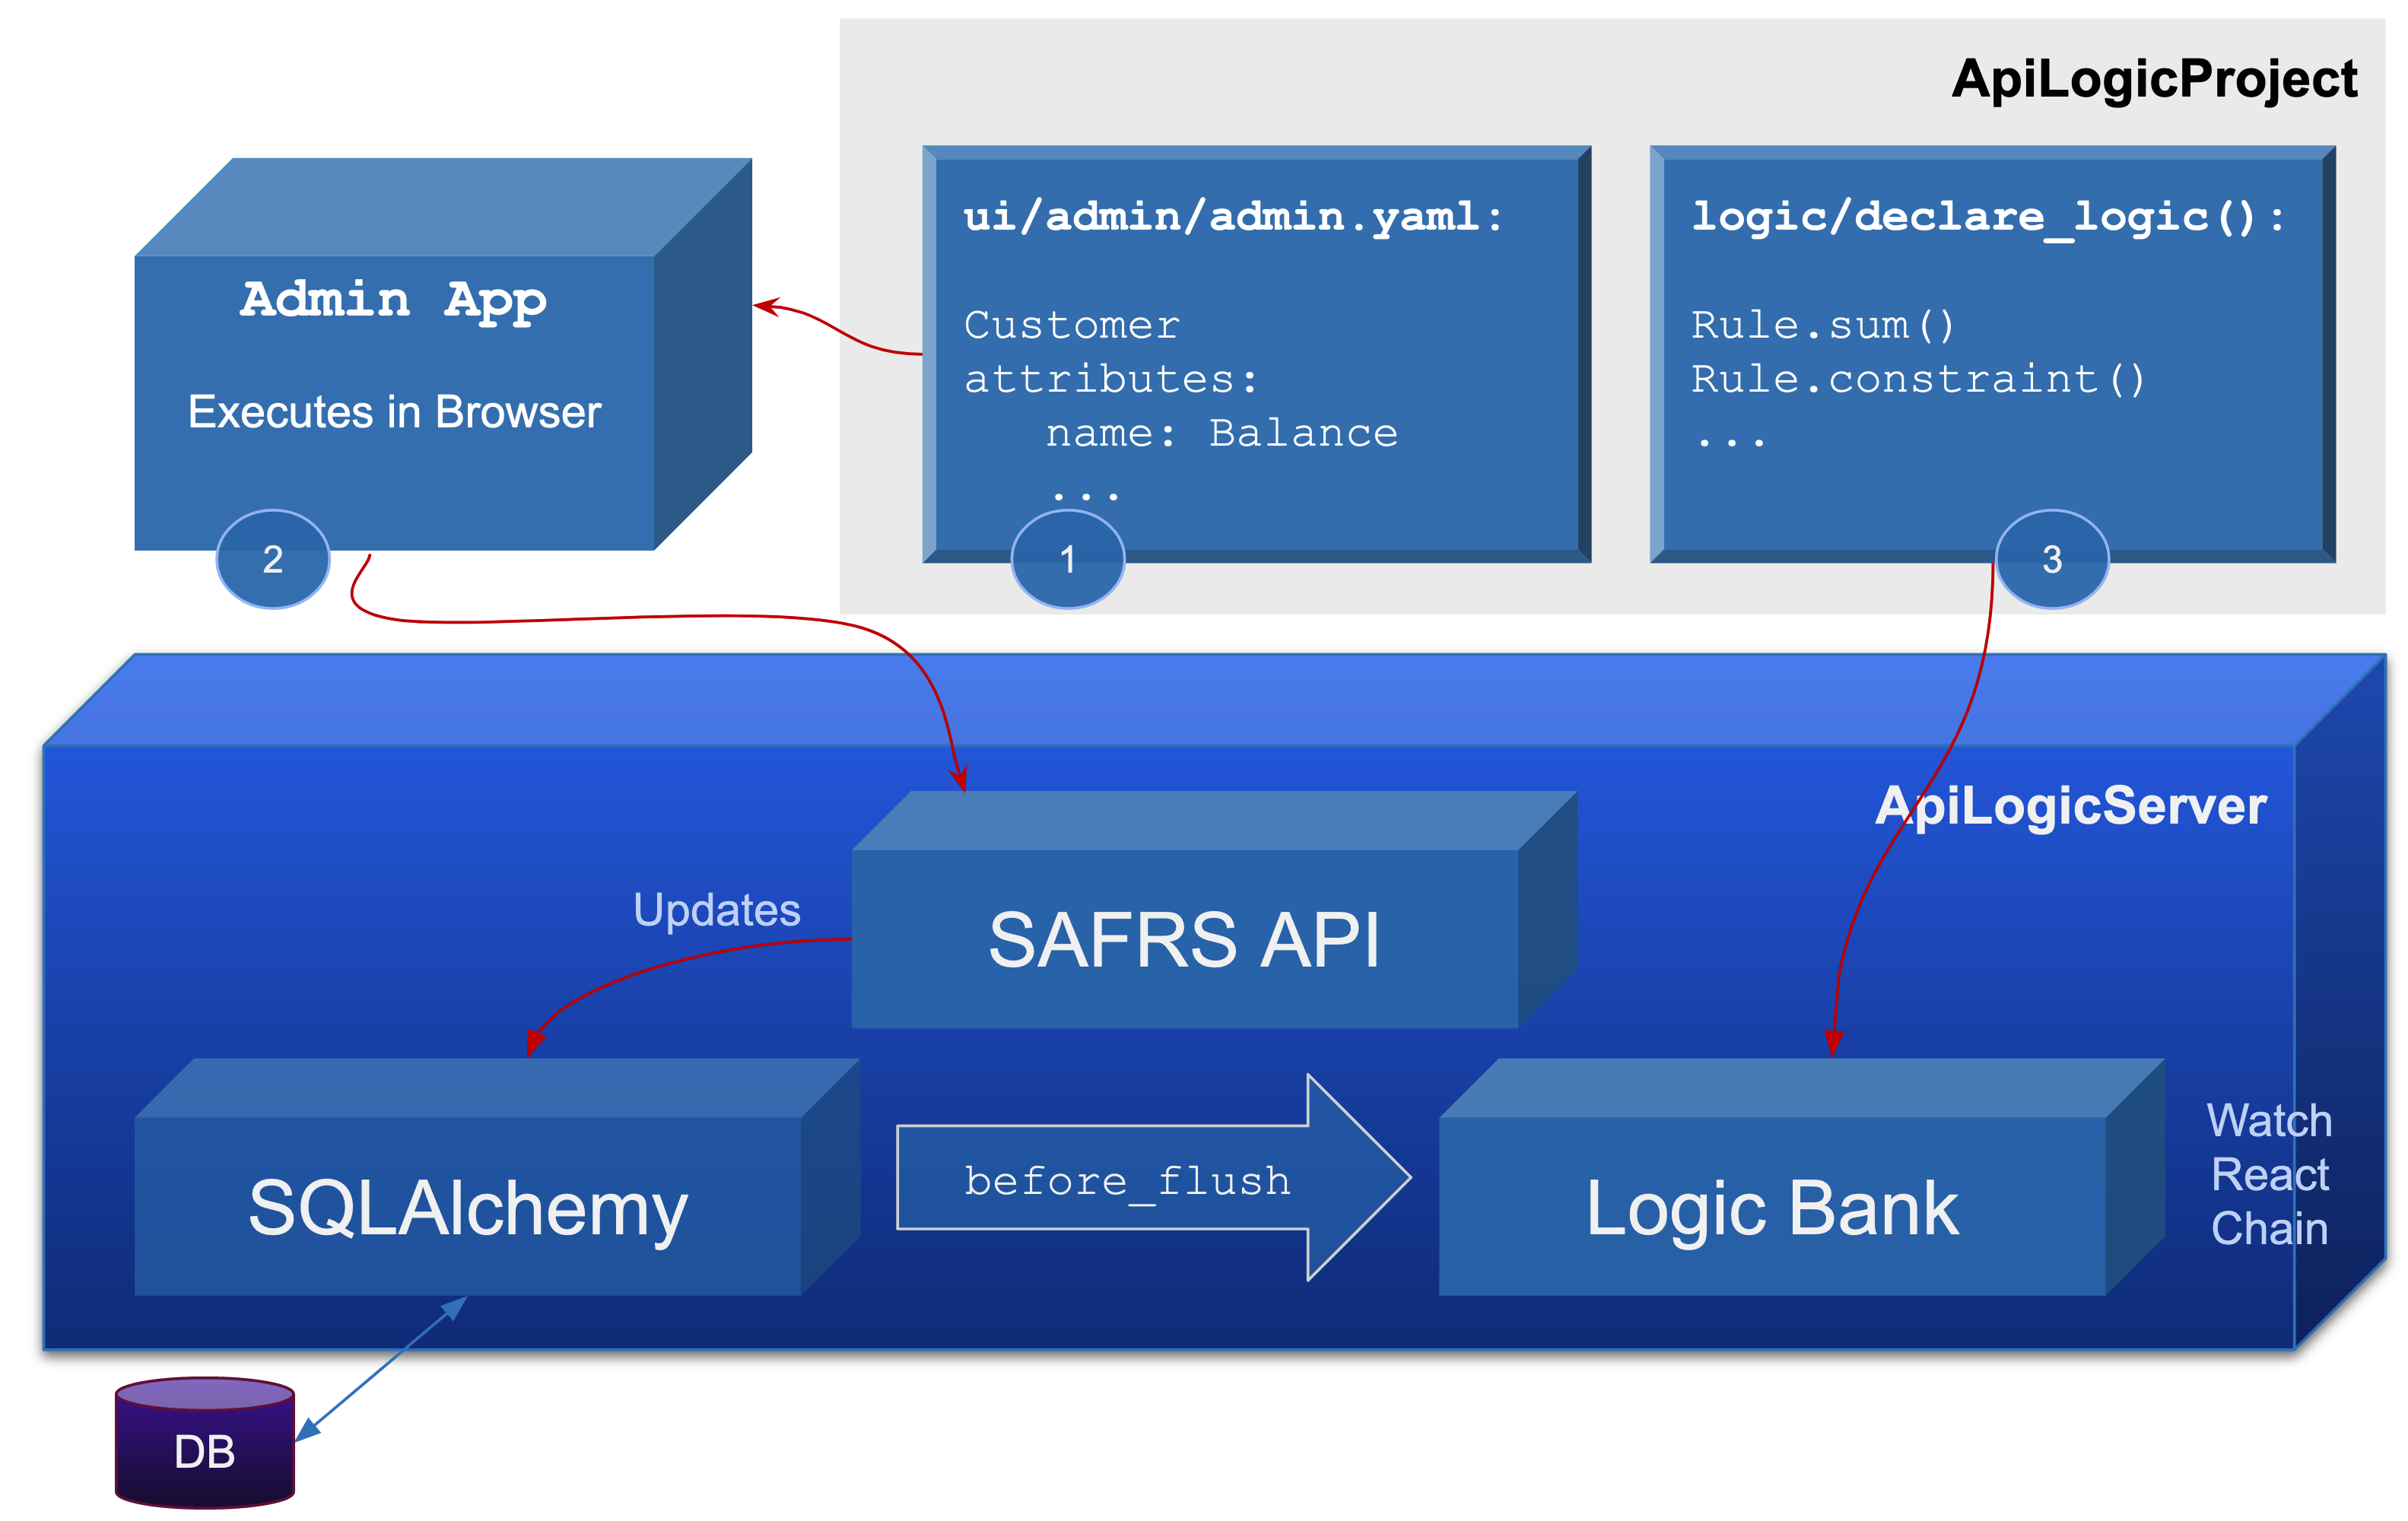 ApiLogicProject
Admin App
Executes in Browser
2
ui/admin/admin.yaml:
Customer
attributes:
name: Balance
...
1
logic/declare_logic():
Rule.sum()
Rule.constraint()
...
3
ApiLogicServer
SAFRS API
Updates
SQLAlchemy
before_flush
Logic Bank
Watch
React
Chain
DB